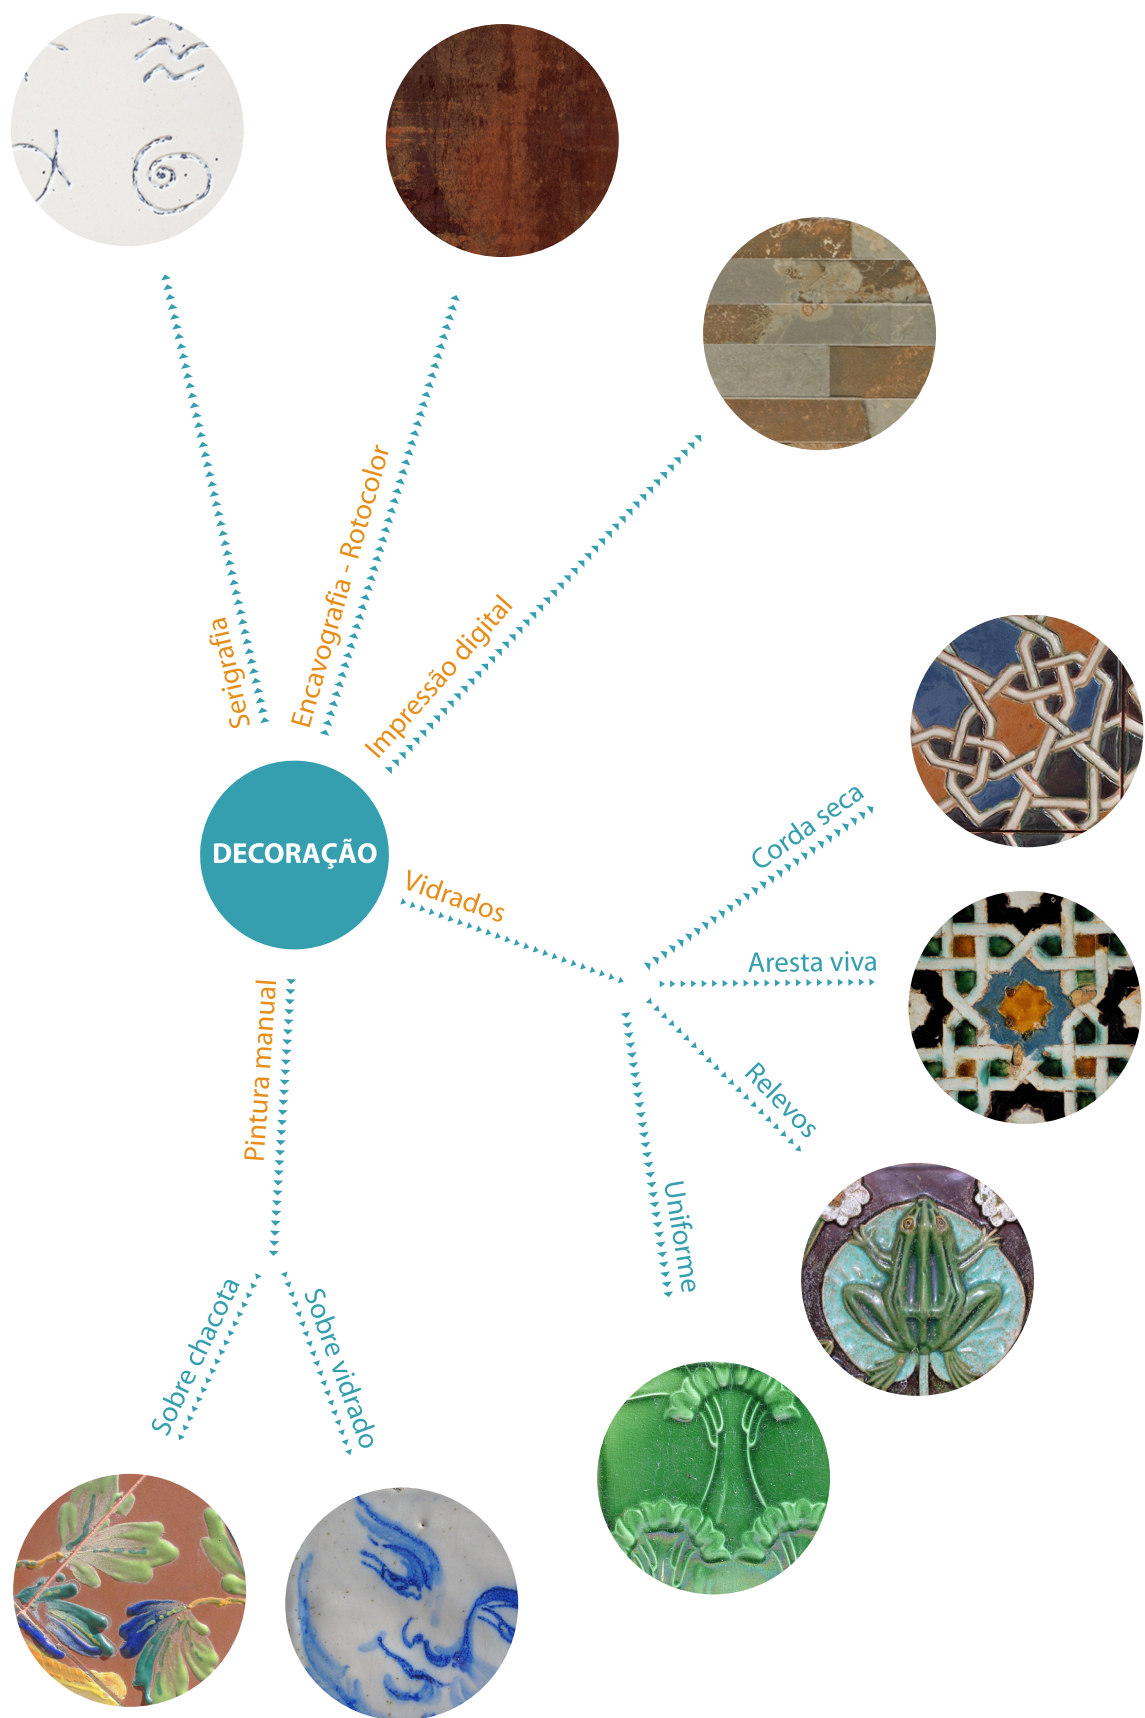 Serigrafia
Encavografia - Rotocolor
Impressão digital
DECORAÇÃO
Vidrados
Corda seca
Aresta viva
Relevos
Uniforme
Pintura manual
Sobre chacota
Sobre vidrado